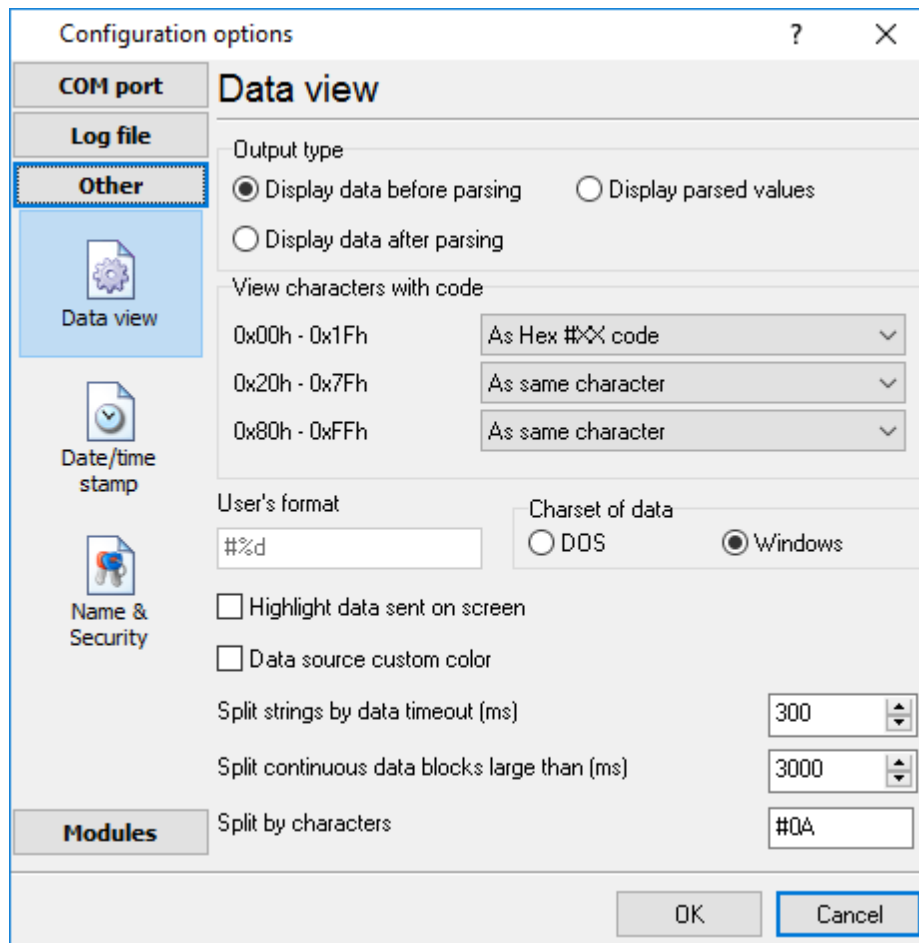 Configuration options
?
COM port
Log file
Other
Data view
Date/time
stamp
Name &
Security
Modules
Data view
Output type
Display data before parsing
Display parsed values
Display data after parsing
View characters with code
0x00h - 0x1Fh
As Hex #XX code
0x20h - 0x7Fh
As same character
0x80h - 0xFFh
As same character
User's format
#%d
Charset of data
DOS
Windows
Highlight data sent on screen
Data source custom color
Split strings by data timeout (ms)
300
Split continuous data blocks large than (ms)
3000
Split by characters
#0A
OK
Cancel